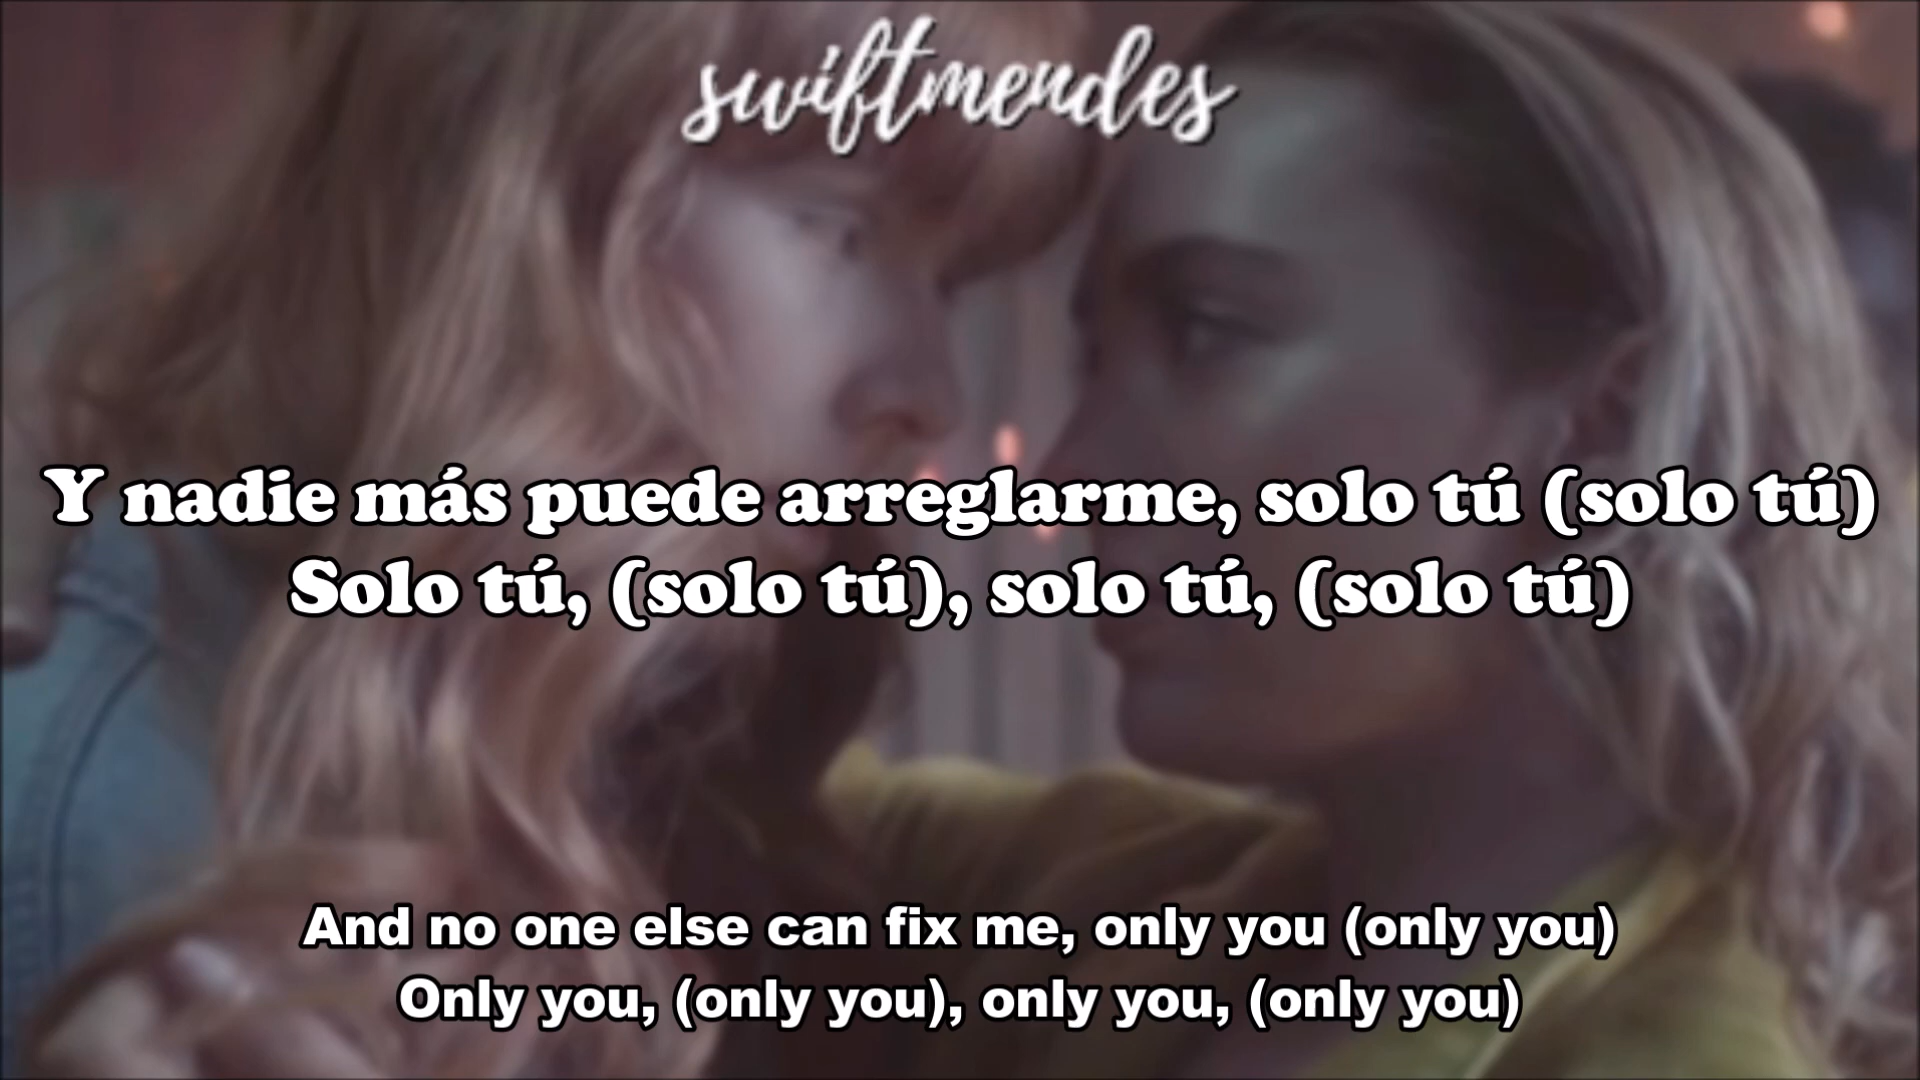 swiftmendes
Y nadie más puede arreglarme, solo tú (solo tú)
Solo tú, (solo tú), solo tú, (solo tú)
And no one else can fix me, only you (only you)
Only you, (only you), only you, (only you)